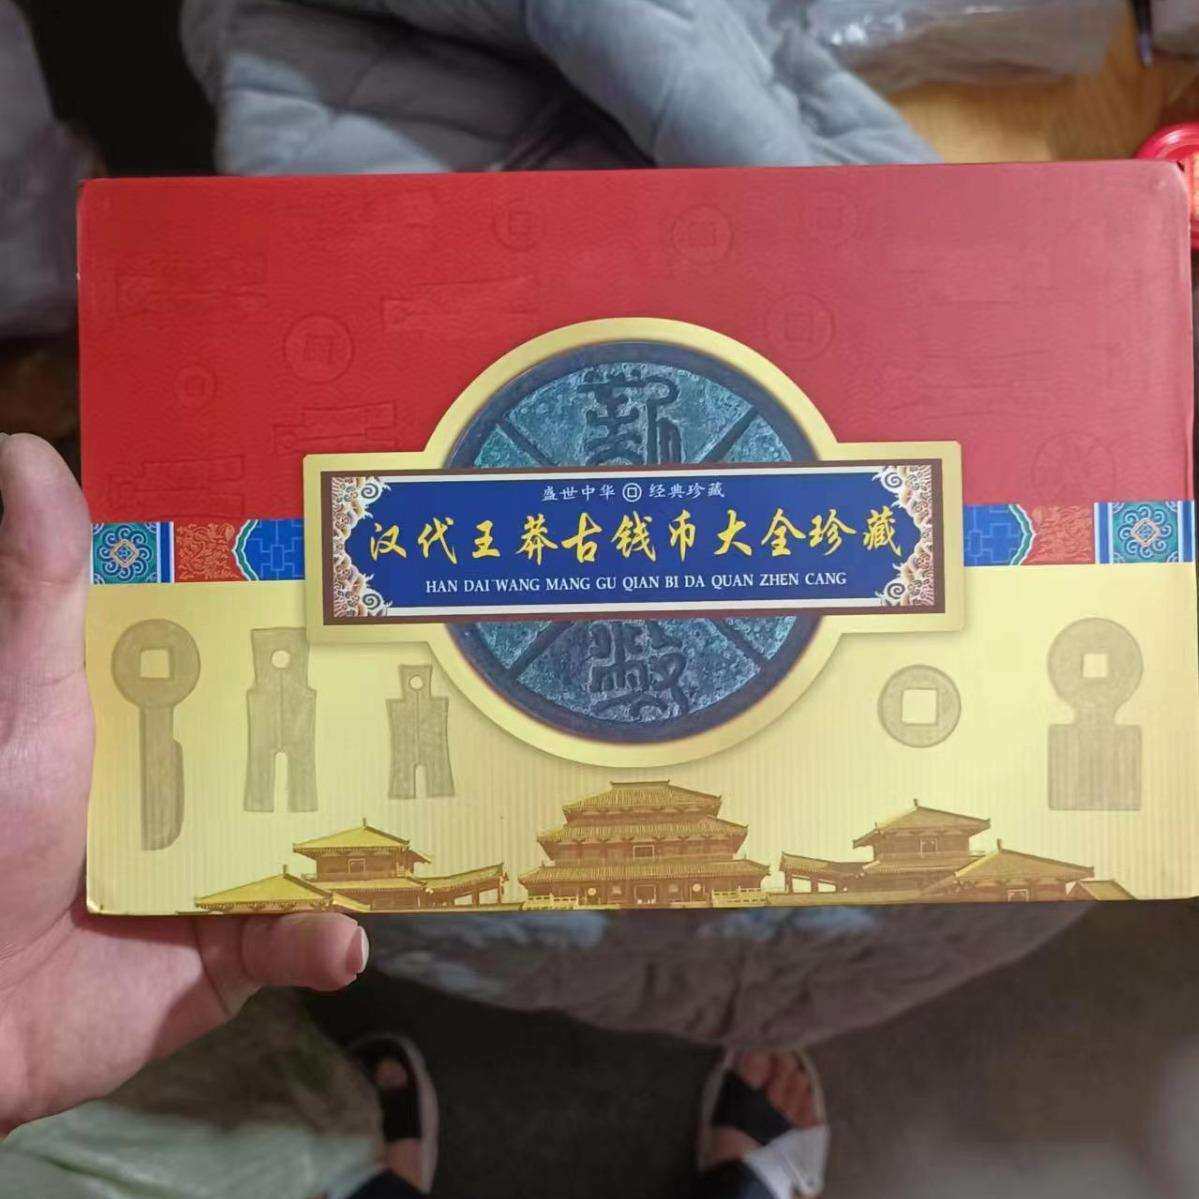 盛世中华 经典珍藏
汉代王莽古钱币大全珍藏
HAN DAI WANG MANG GU QIAN BI DA QUAN ZHEN CANG